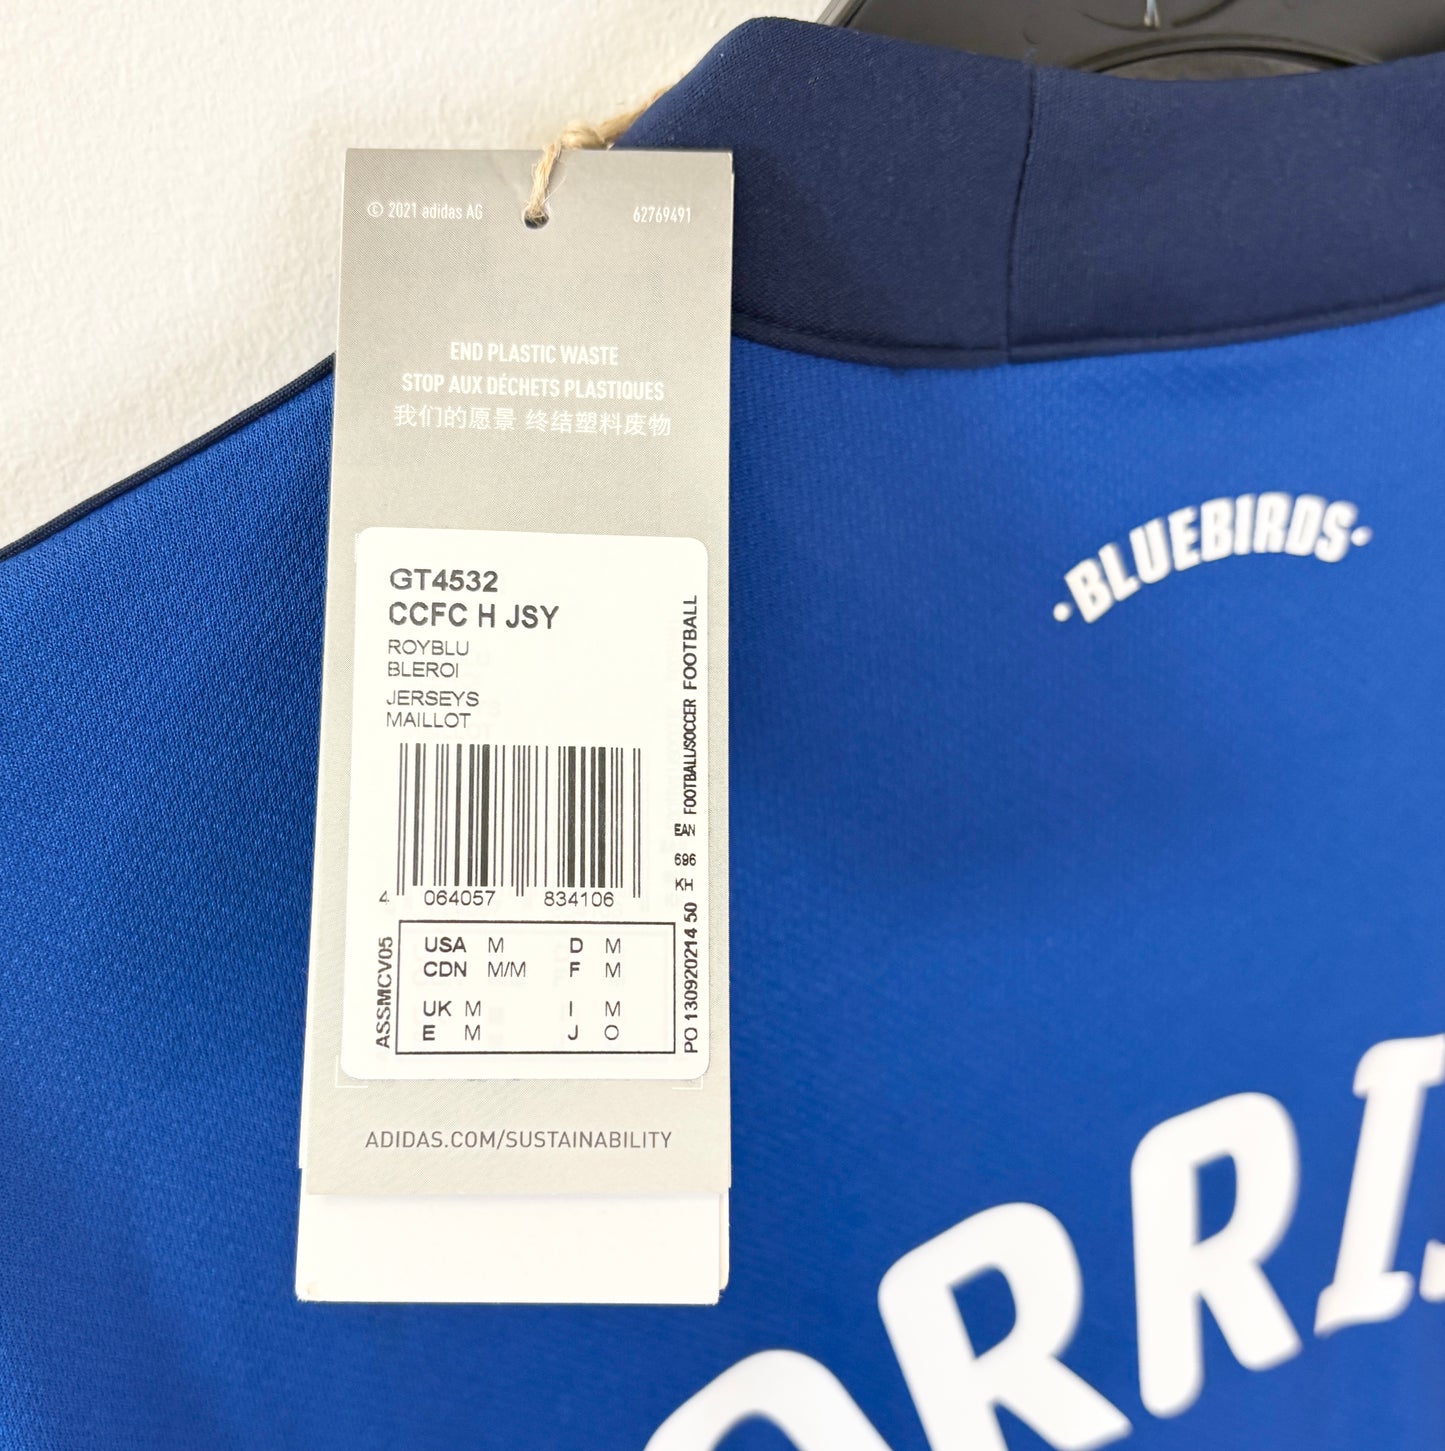 © 2021 adidas AG
62769491
END PLASTIC WASTE
STOP AUX DÉCHETS PLASTIQUES
我们的愿景 终结塑料废物
GT4532
CCFC H JSY
ROYBLU
BLEROI
JERSEYS
MAILLOT
4 064057 834106
FOOTBALL/SOCCER FOOTBALL
EAN
696
KH
PO 130920214 50
ASSMCV05
USA M D M
CDN M/M F M
UK M I M
E M J O
ADIDAS.COM/SUSTAINABILITY
·BLUEBIRDS·
ORRIS